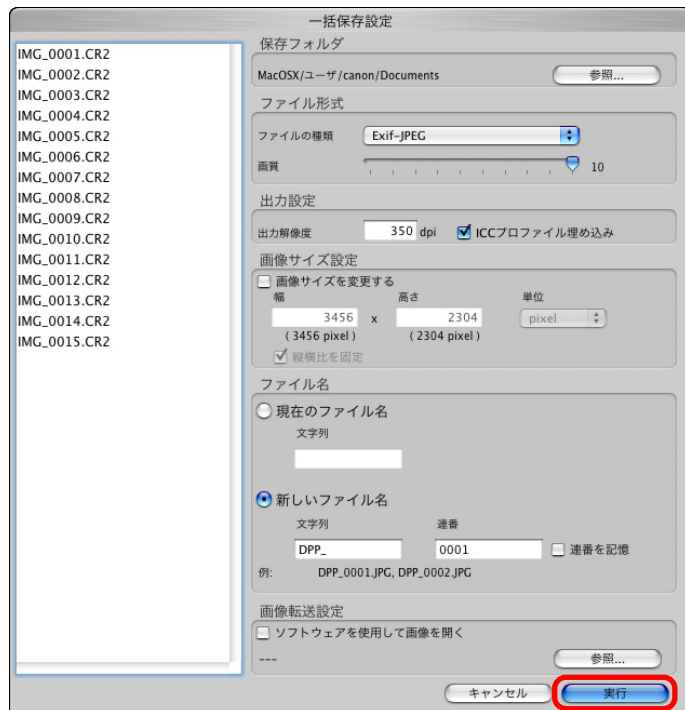 一括保存設定
IMG_0001.CR2
IMG_0002.CR2
IMG_0003.CR2
IMG_0004.CR2
IMG_0005.CR2
IMG_0006.CR2
IMG_0007.CR2
IMG_0008.CR2
IMG_0009.CR2
IMG_0010.CR2
IMG_0011.CR2
IMG_0012.CR2
IMG_0013.CR2
IMG_0014.CR2
IMG_0015.CR2
保存フォルダ
MacOSX/ユーザ/canon/Documents 参照...
ファイル形式
ファイルの種類 Exif-JPEG
画質 10
出力設定
出力解像度 350 dpi ICCプロファイル埋め込み
画像サイズ設定
画像サイズを変更する
幅 高さ 単位
3456 x 2304 pixel
(3456 pixel) (2304 pixel)
縦横比を固定
ファイル名
現在のファイル名
文字列
新しいファイル名
文字列 連番
DPP_ 0001 連番を記憶
例: DPP_0001.JPG, DPP_0002.JPG
画像転送設定
ソフトウェアを使用して画像を開く
--- 参照...
キャンセル 実行